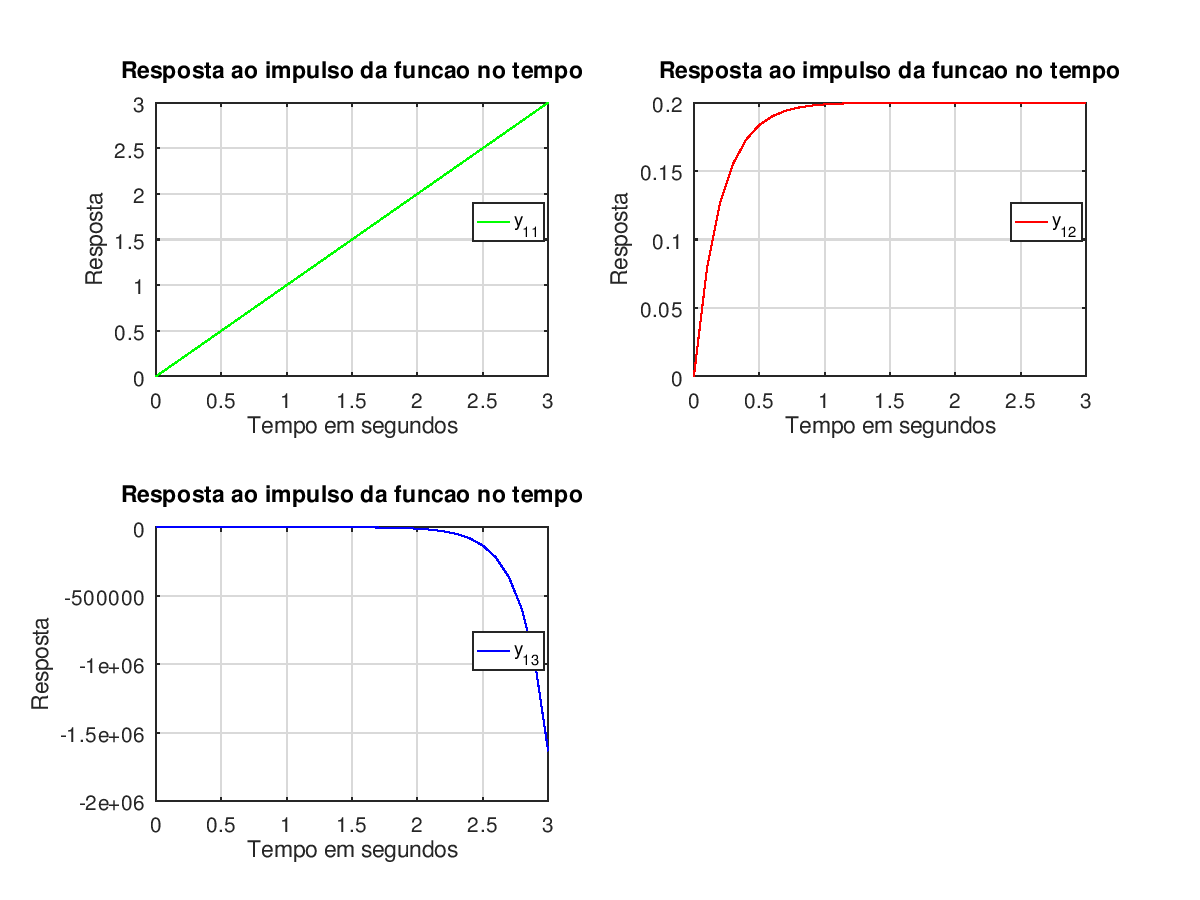 Resposta ao impulso da funcao no tempo
3
2.5
2
1.5
1
0.5
0
Resposta
y11
0 0.5 1 1.5 2 2.5 3
Tempo em segundos
Resposta ao impulso da funcao no tempo
0.2
0.15
0.1
0.05
0
Resposta
y12
0 0.5 1 1.5 2 2.5 3
Tempo em segundos
Resposta ao impulso da funcao no tempo
0
-500000
-1e+06
-1.5e+06
-2e+06
Resposta
y13
0 0.5 1 1.5 2 2.5 3
Tempo em segundos